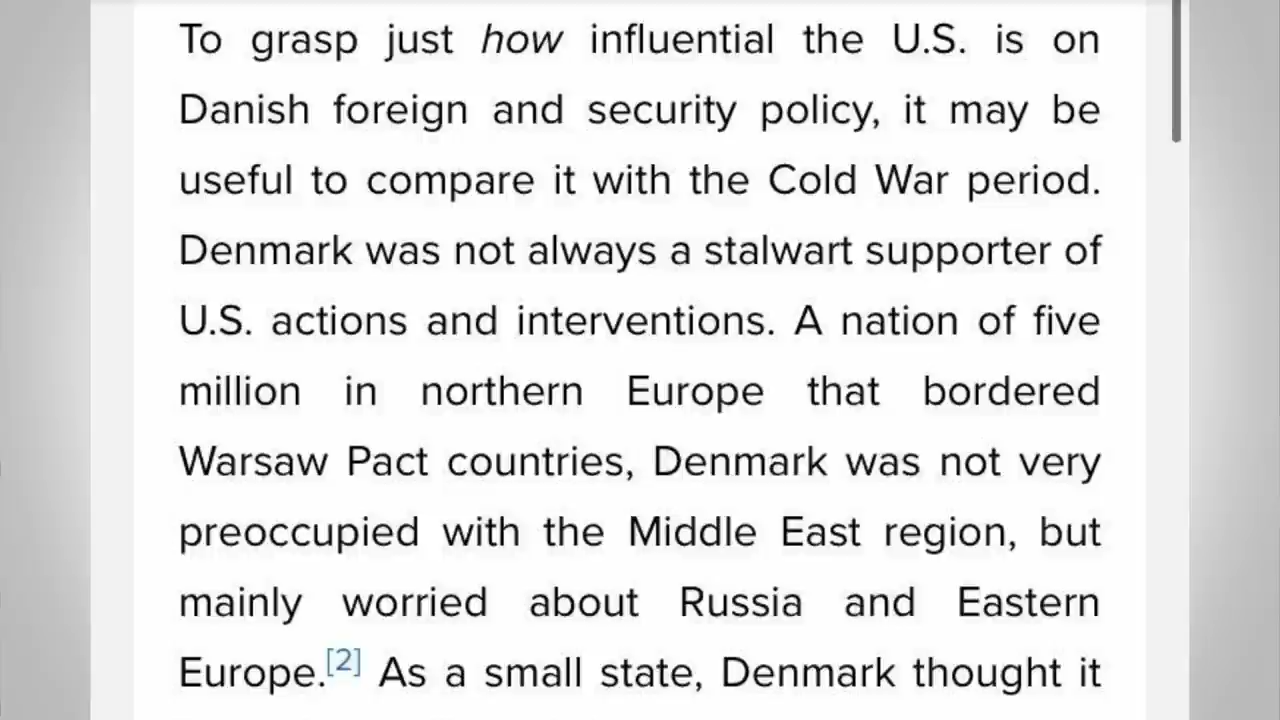 To grasp just how influential the U.S. is on
Danish foreign and security policy, it may be
useful to compare it with the Cold War period.
Denmark was not always a stalwart supporter of
U.S. actions and interventions. A nation of five
million in northern Europe that bordered
Warsaw Pact countries, Denmark was not very
preoccupied with the Middle East region, but
mainly worried about Russia and Eastern
Europe.[2] As a small state, Denmark thought it